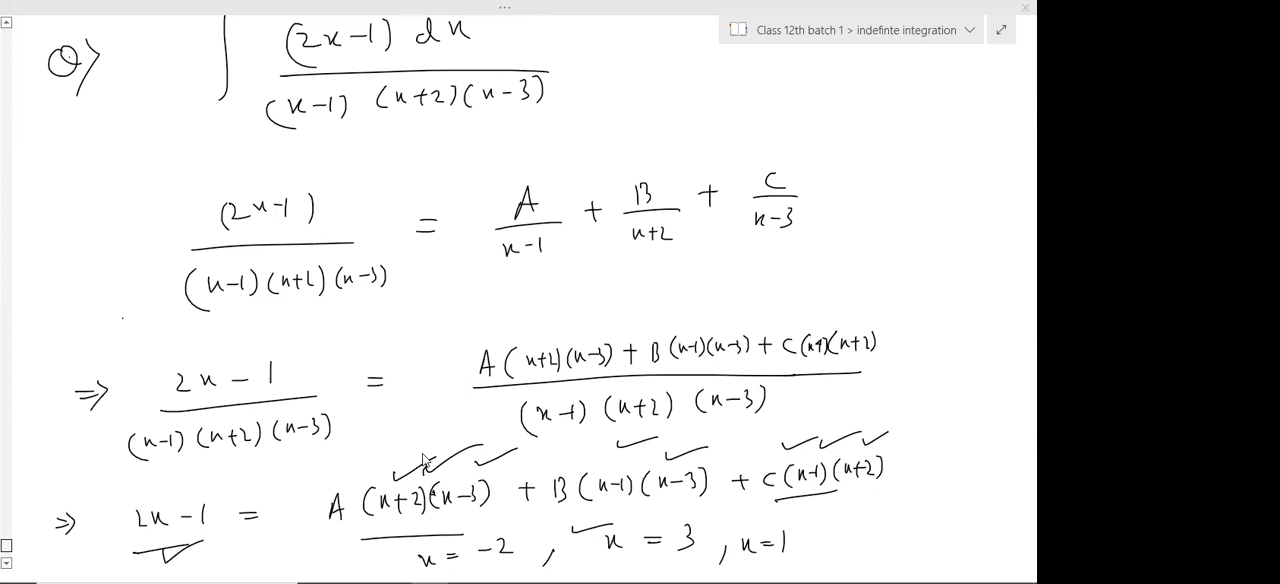 Class 12th batch 1 > indefinte integration
Q) ∫ (2x-1) dx / (x-1) (x+2)(x-3)
(2x-1) / (x-1)(x+2)(x-3) = A/x-1 + B/x+2 + C/x-3
⇒ 2x-1 / (x-1)(x+2)(x-3) = A(x+2)(x-3) + B(x-1)(x-3) + C(x-1)(x+2) / (x-1)(x+2)(x-3)
⇒ 2x-1 = A(x+2)(x-3) + B(x-1)(x-3) + C(x-1)(x+2)
x = -2, x = 3, x=1